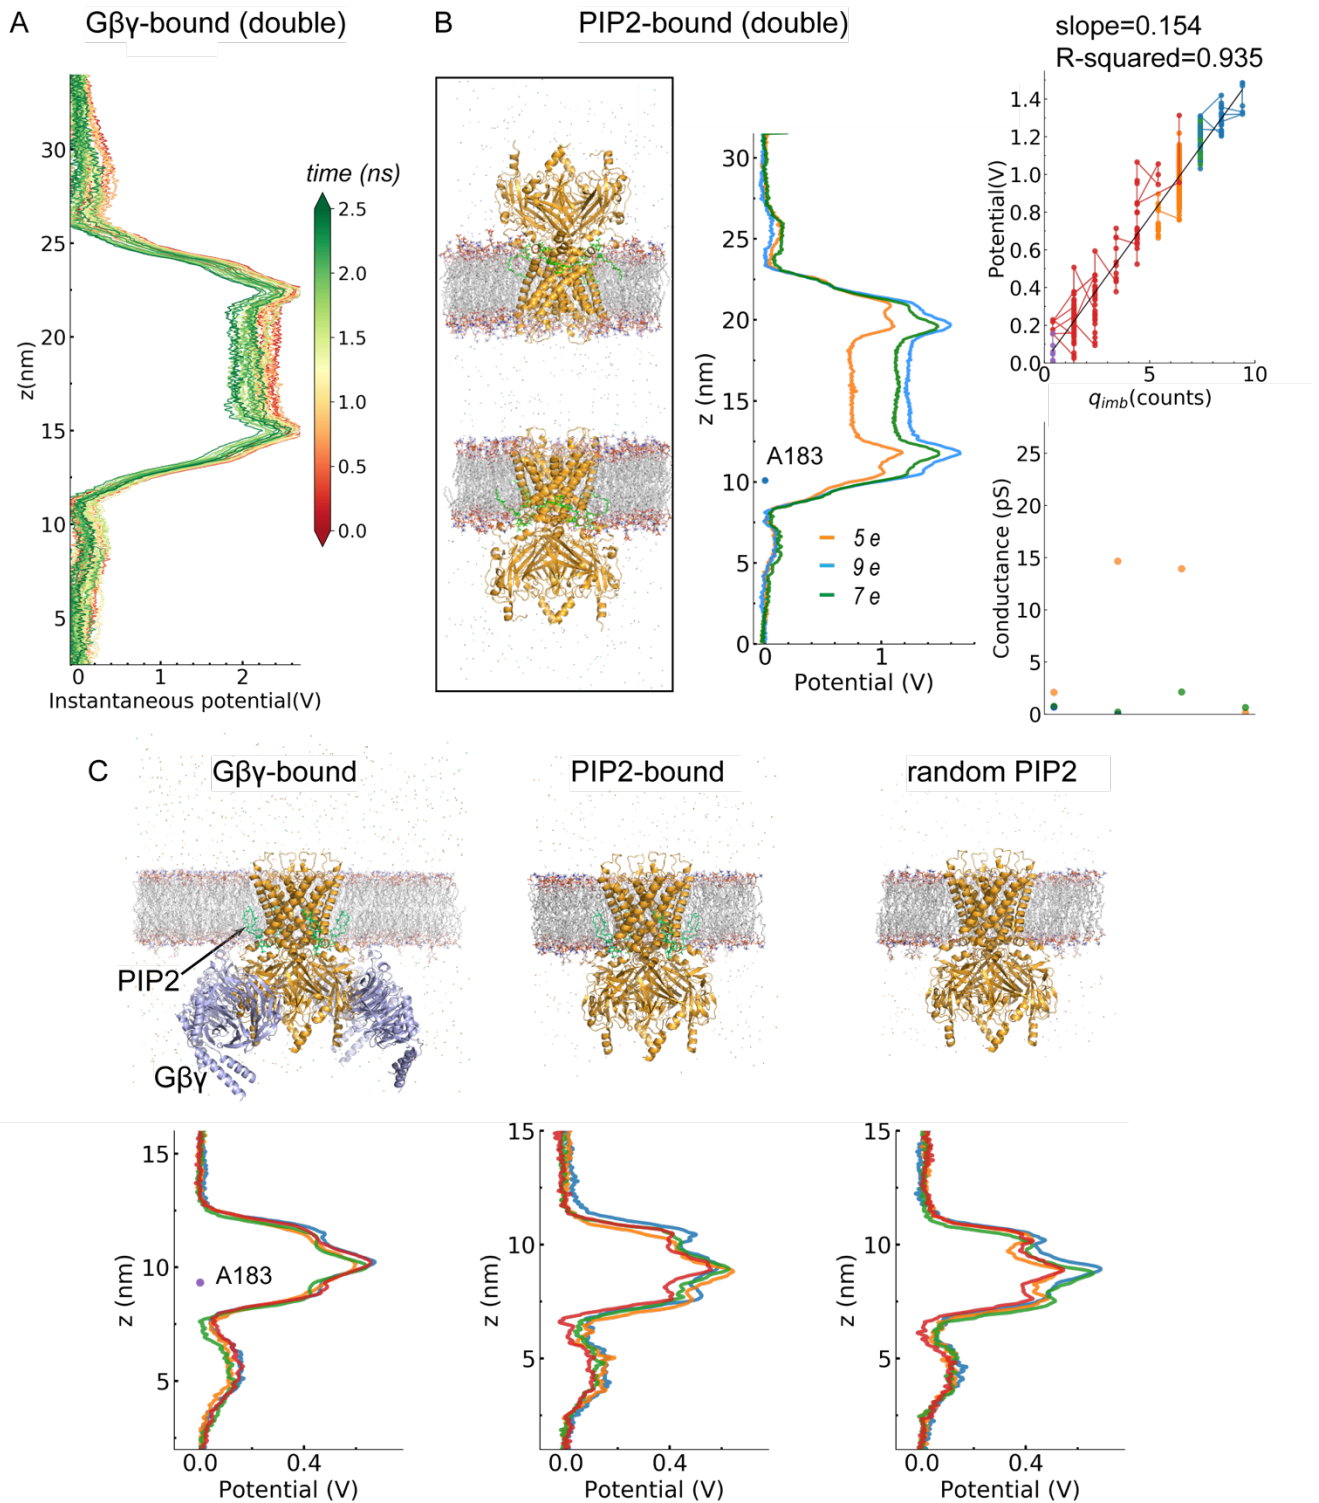 A
Gβγ-bound (double)
B
PIP2-bound (double)
slope=0.154
R-squared=0.935
30
25
20
15
10
5
z(nm)
0
1
2
Instantaneous potential(V)
time (ns)
2.5
2.0
1.5
1.0
0.5
0.0
30
25
20
15
10
5
0
z (nm)
A183
5 e
9 e
7 e
0
1
Potential (V)
1.4
1.2
1.0
0.8
0.6
0.4
0.2
0.0
Potential(V)
0
5
10
qimb(counts)
25
20
15
10
5
0
Conductance (pS)
C
Gβγ-bound
PIP2-bound
random PIP2
PIP2
Gβγ
15
10
5
z (nm)
A183
0.0
0.4
Potential (V)
15
10
5
z (nm)
0.0
0.4
Potential (V)
15
10
5
z (nm)
0.0
0.4
Potential (V)